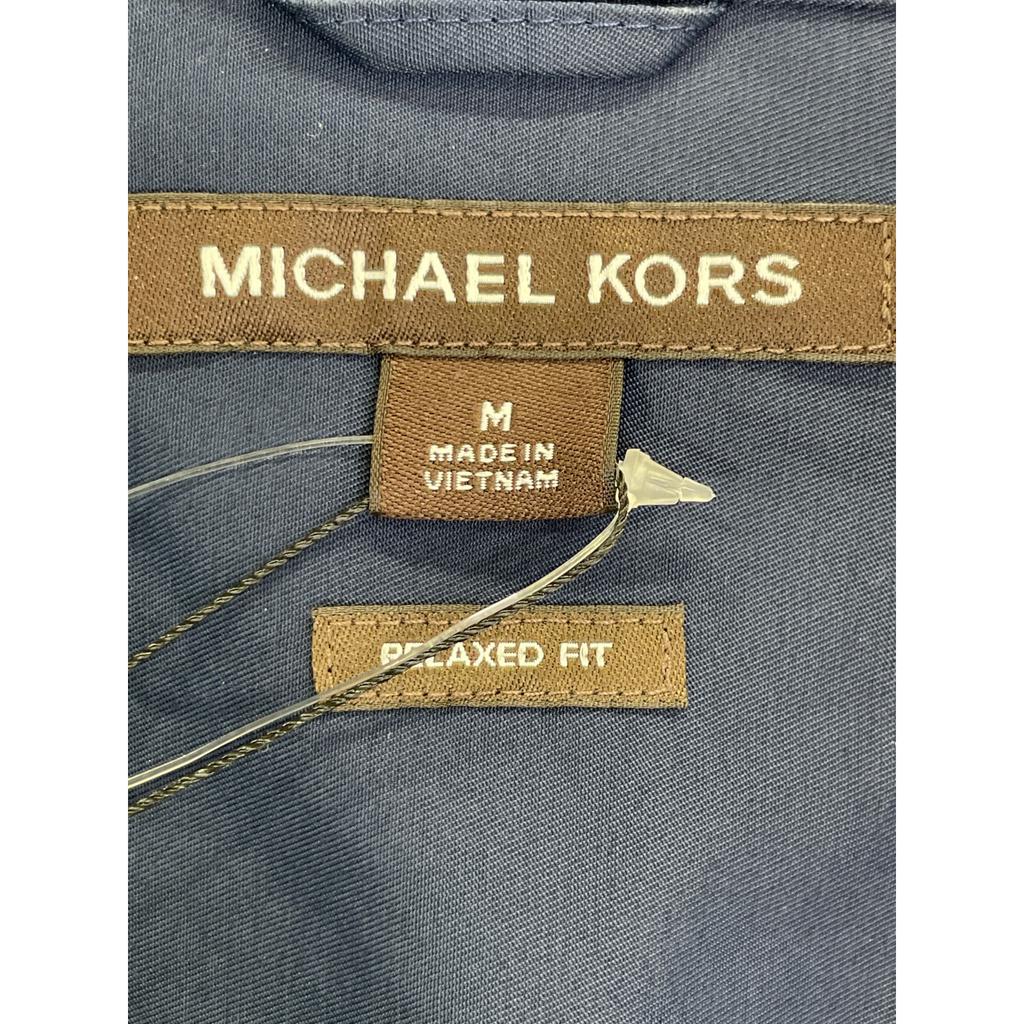 MICHAEL KORS
M
MADE IN
VIETNAM
RELAXED FIT